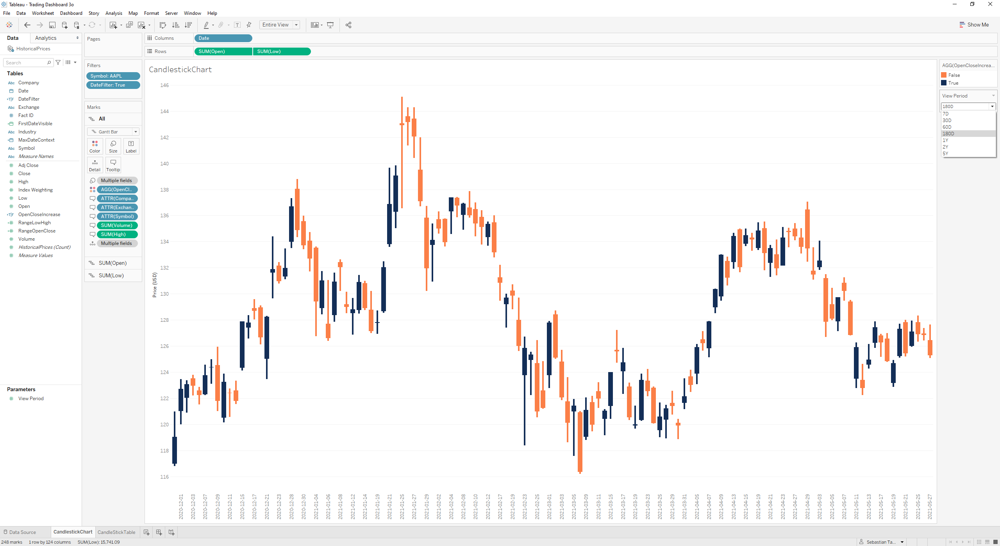 Tableau - Trading Dashboard 3o
File Data Worksheet Dashboard Story Analysis Map Format Server Window Help
Entire View
Show Me
Data Analytics
HistoricalPrices
Search
Tables
Abc Company
Date
=T|F DateFilter
Abc Exchange
# Fact ID
FirstDateVisible
Abc Industry
MaxDateContext
Abc Symbol
Abc Measure Names
# Adj Close
# Close
# High
# Index Weighting
# Low
# Open
=T|F OpenCloseIncrease
=# RangeLowHigh
=# RangeOpenClose
# Volume
# HistoricalPrices (Count)
# Measure Values
Parameters
# View Period
Pages
Filters
Symbol: AAPL
DateFilter: True
Marks
All
Gantt Bar
Color Size Label
Detail Tooltip
Multiple fields
AGG(OpenCl..
ATTR(Compa..
ATTR(Exchan..
ATTR(Symbol)
SUM(Volume)
SUM(High)
Multiple fields
SUM(Open)
SUM(Low)
Columns Date
Rows SUM(Open) SUM(Low)
CandlestickChart
146
144
142
140
138
136
134
132
130
128
126
124
122
120
118
116
Price (USD)
2020-12-01
2020-12-03
2020-12-07
2020-12-09
2020-12-11
2020-12-15
2020-12-17
2020-12-21
2020-12-23
2020-12-28
2020-12-30
2021-01-04
2021-01-06
2021-01-08
2021-01-12
2021-01-14
2021-01-19
2021-01-21
2021-01-25
2021-01-27
2021-01-29
2021-02-02
2021-02-04
2021-02-08
2021-02-10
2021-02-12
2021-02-17
2021-02-19
2021-02-23
2021-02-25
2021-03-01
2021-03-03
2021-03-05
2021-03-09
2021-03-11
2021-03-15
2021-03-17
2021-03-19
2021-03-23
2021-03-25
2021-03-29
2021-03-31
2021-04-05
2021-04-07
2021-04-09
2021-04-13
2021-04-15
2021-04-19
2021-04-21
2021-04-23
2021-04-27
2021-04-29
2021-05-03
2021-05-05
2021-05-07
2021-05-11
2021-05-13
2021-05-17
2021-05-19
2021-05-21
2021-05-25
2021-05-27
AGG(OpenCloseIncrea...
False
True
View Period
180D
7D
30D
60D
180D
1Y
2Y
5Y
Data Source CandlestickChart CandleStickTable
248 marks 1 row by 124 columns SUM(Low): 15,741.09
Sebastian Ta...